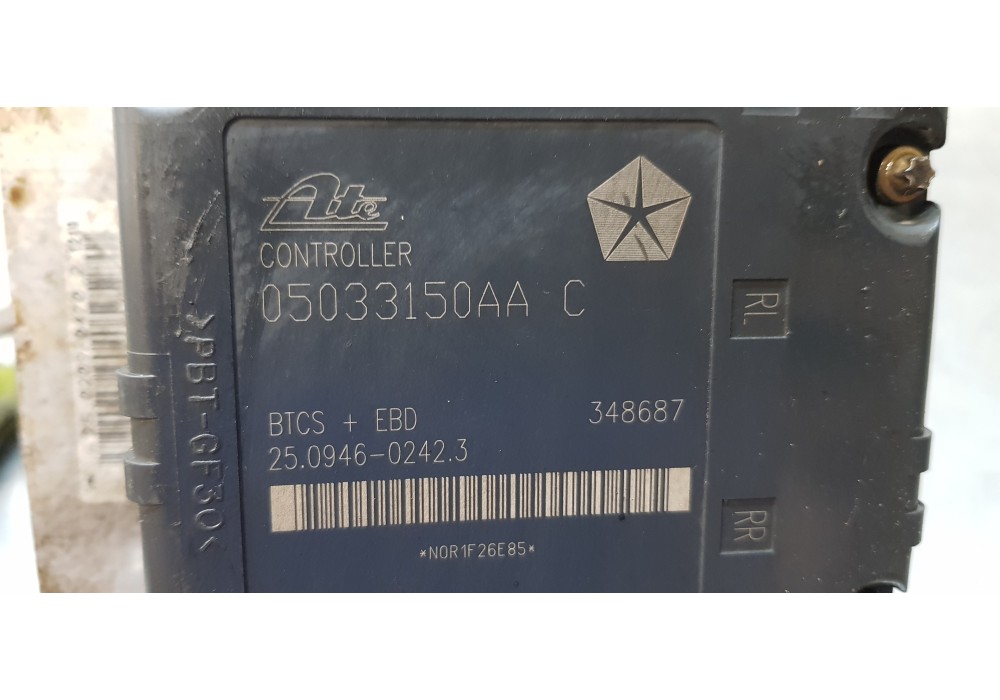 Ate
CONTROLLER
05033150AA C
BTCS + EBD 348687
25.0946-0242.3
*N0R1F26E85*
RL
RR
>PBT-GF30<